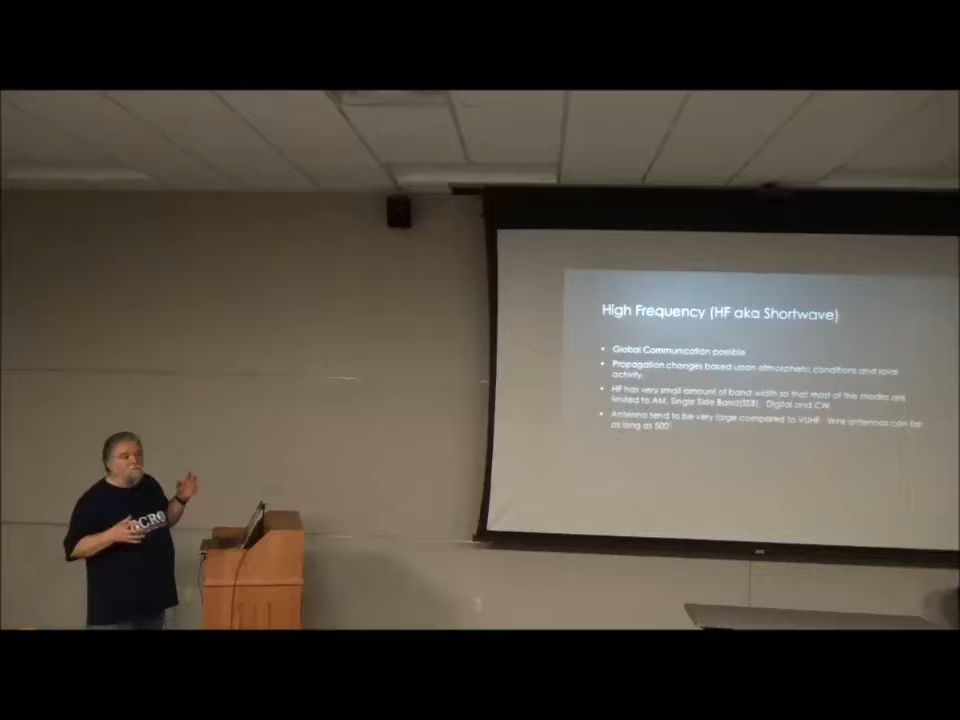 High Frequency (HF aka Shortwave)
• Global Communication possible
• Propagation changes based upon atmospheric conditions and solar
activity.
• HF has very small amount of band width so that most of the modes are
limited to AM, Single Side Band(SSB), Digital and CW.
• Antenna tend to be very large compared to V/UHF. Wire antennas can be
as long as 500'